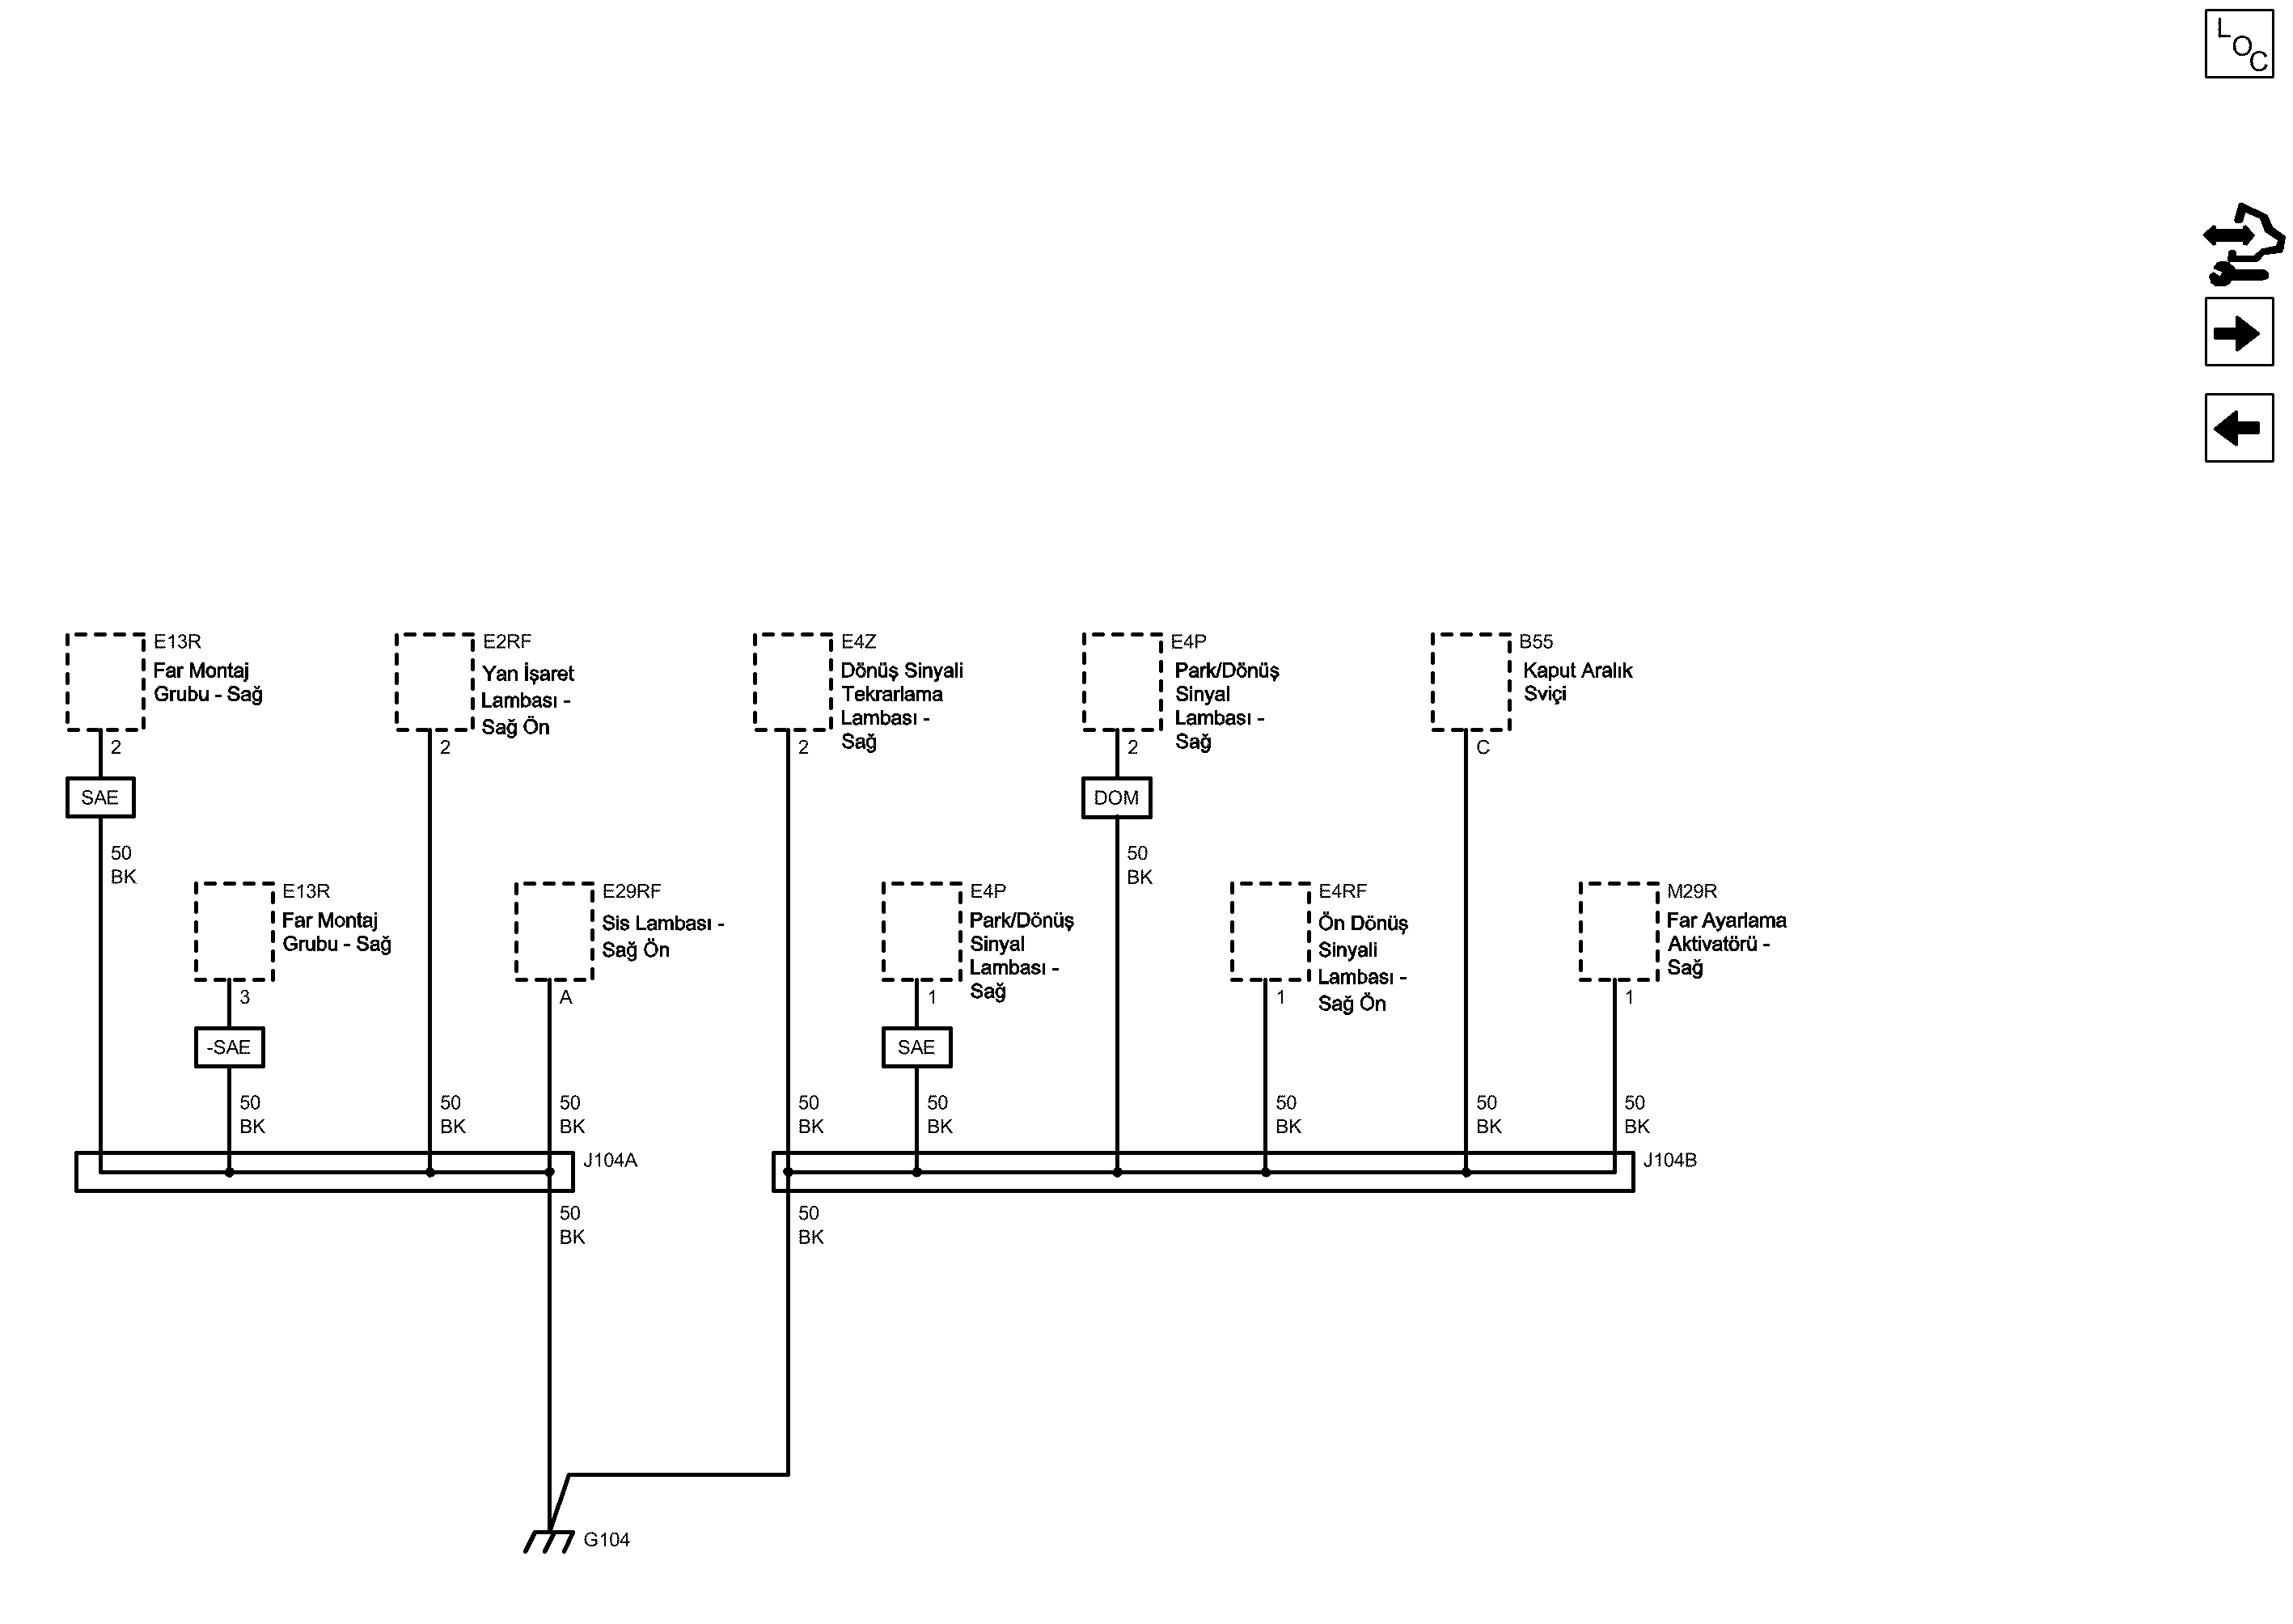 L
O
C
E13R
Far Montaj
Grubu - Sağ
2
SAE
50
BK
E2RF
Yan İşaret
Lambası -
Sağ Ön
2
50
BK
E4Z
Dönüş Sinyali
Tekrarlama
Lambası -
Sağ
2
50
BK
E4P
Park/Dönüş
Sinyal
Lambası -
Sağ
2
DOM
50
BK
B55
Kaput Aralık
Sviçi
C
50
BK
E13R
Far Montaj
Grubu - Sağ
3
-SAE
50
BK
E29RF
Sis Lambası -
Sağ Ön
A
50
BK
E4P
Park/Dönüş
Sinyal
Lambası -
Sağ
1
SAE
50
BK
E4RF
Ön Dönüş
Sinyali
Lambası -
Sağ Ön
1
50
BK
M29R
Far Ayarlama
Aktivatörü -
Sağ
1
50
BK
J104A
J104B
50
BK
50
BK
G104